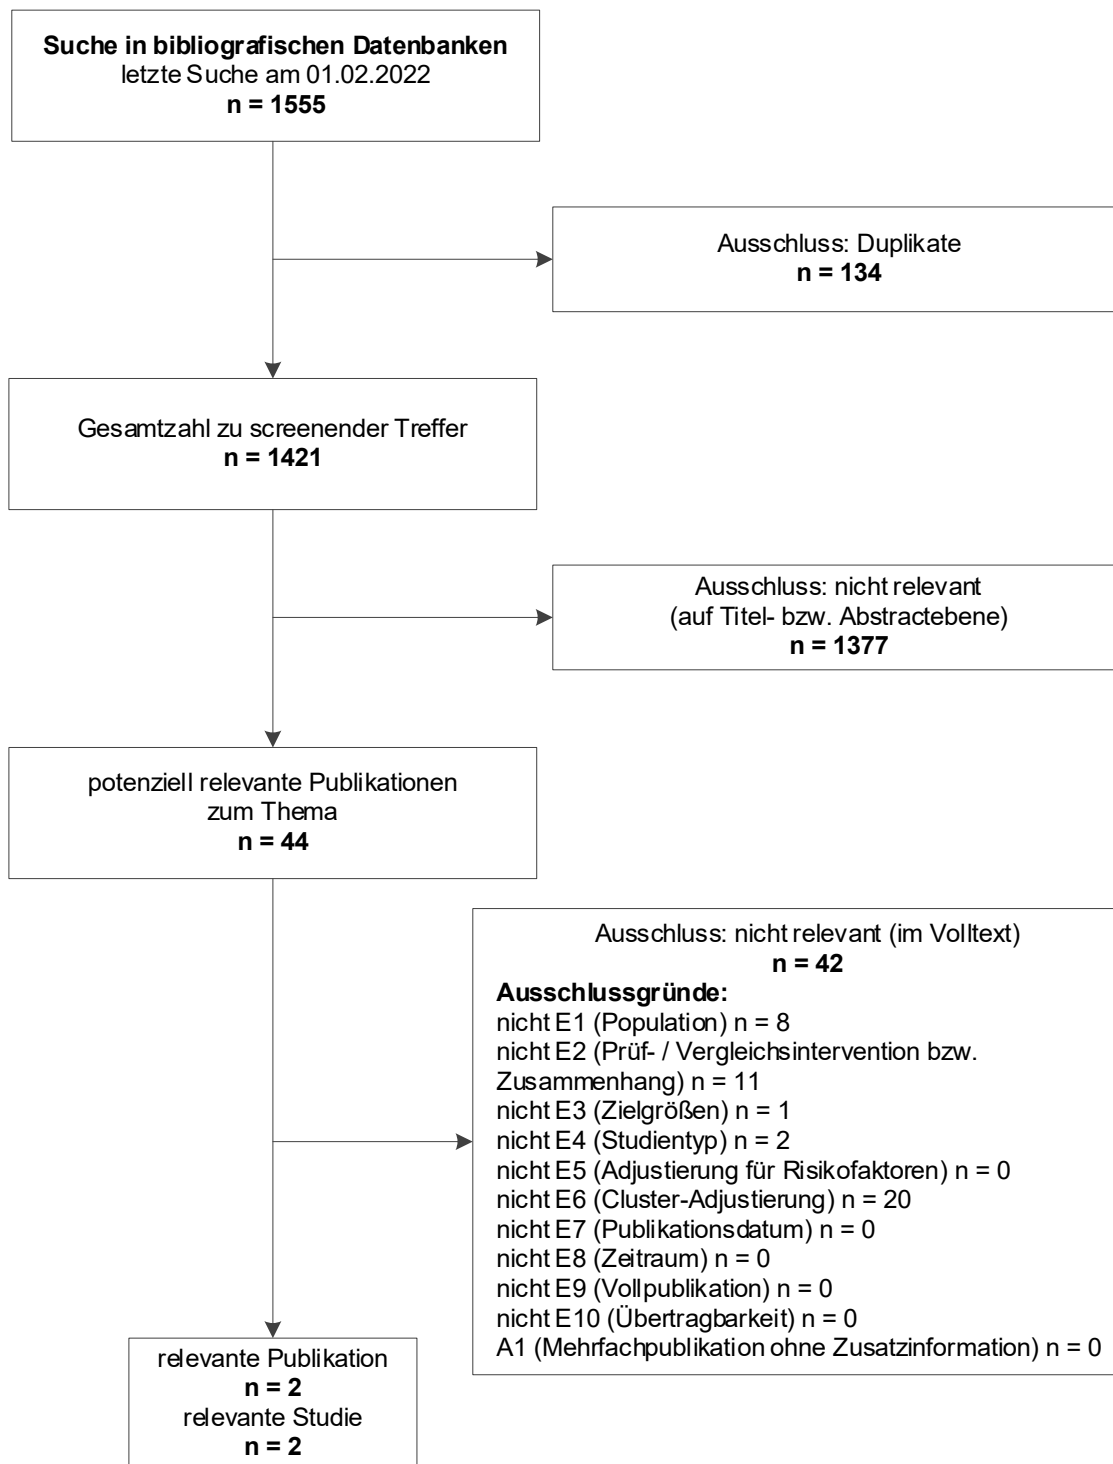 Suche in bibliografischen Datenbanken
letzte Suche am 01.02.2022
n = 1555
Ausschluss: Duplikate
n = 134
Gesamtzahl zu screenender Treffer
n = 1421
Ausschluss: nicht relevant
(auf Titel- bzw. Abstractebene)
n = 1377
potenziell relevante Publikationen
zum Thema
n = 44
Ausschluss: nicht relevant (im Volltext)
n = 42
Ausschlussgründe:
nicht E1 (Population) n = 8
nicht E2 (Prüf- / Vergleichsintervention bzw.
Zusammenhang) n = 11
nicht E3 (Zielgrößen) n = 1
nicht E4 (Studientyp) n = 2
nicht E5 (Adjustierung für Risikofaktoren) n = 0
nicht E6 (Cluster-Adjustierung) n = 20
nicht E7 (Publikationsdatum) n = 0
nicht E8 (Zeitraum) n = 0
nicht E9 (Vollpublikation) n = 0
nicht E10 (Übertragbarkeit) n = 0
A1 (Mehrfachpublikation ohne Zusatzinformation) n = 0
relevante Publikation
n = 2
relevante Studie
n = 2